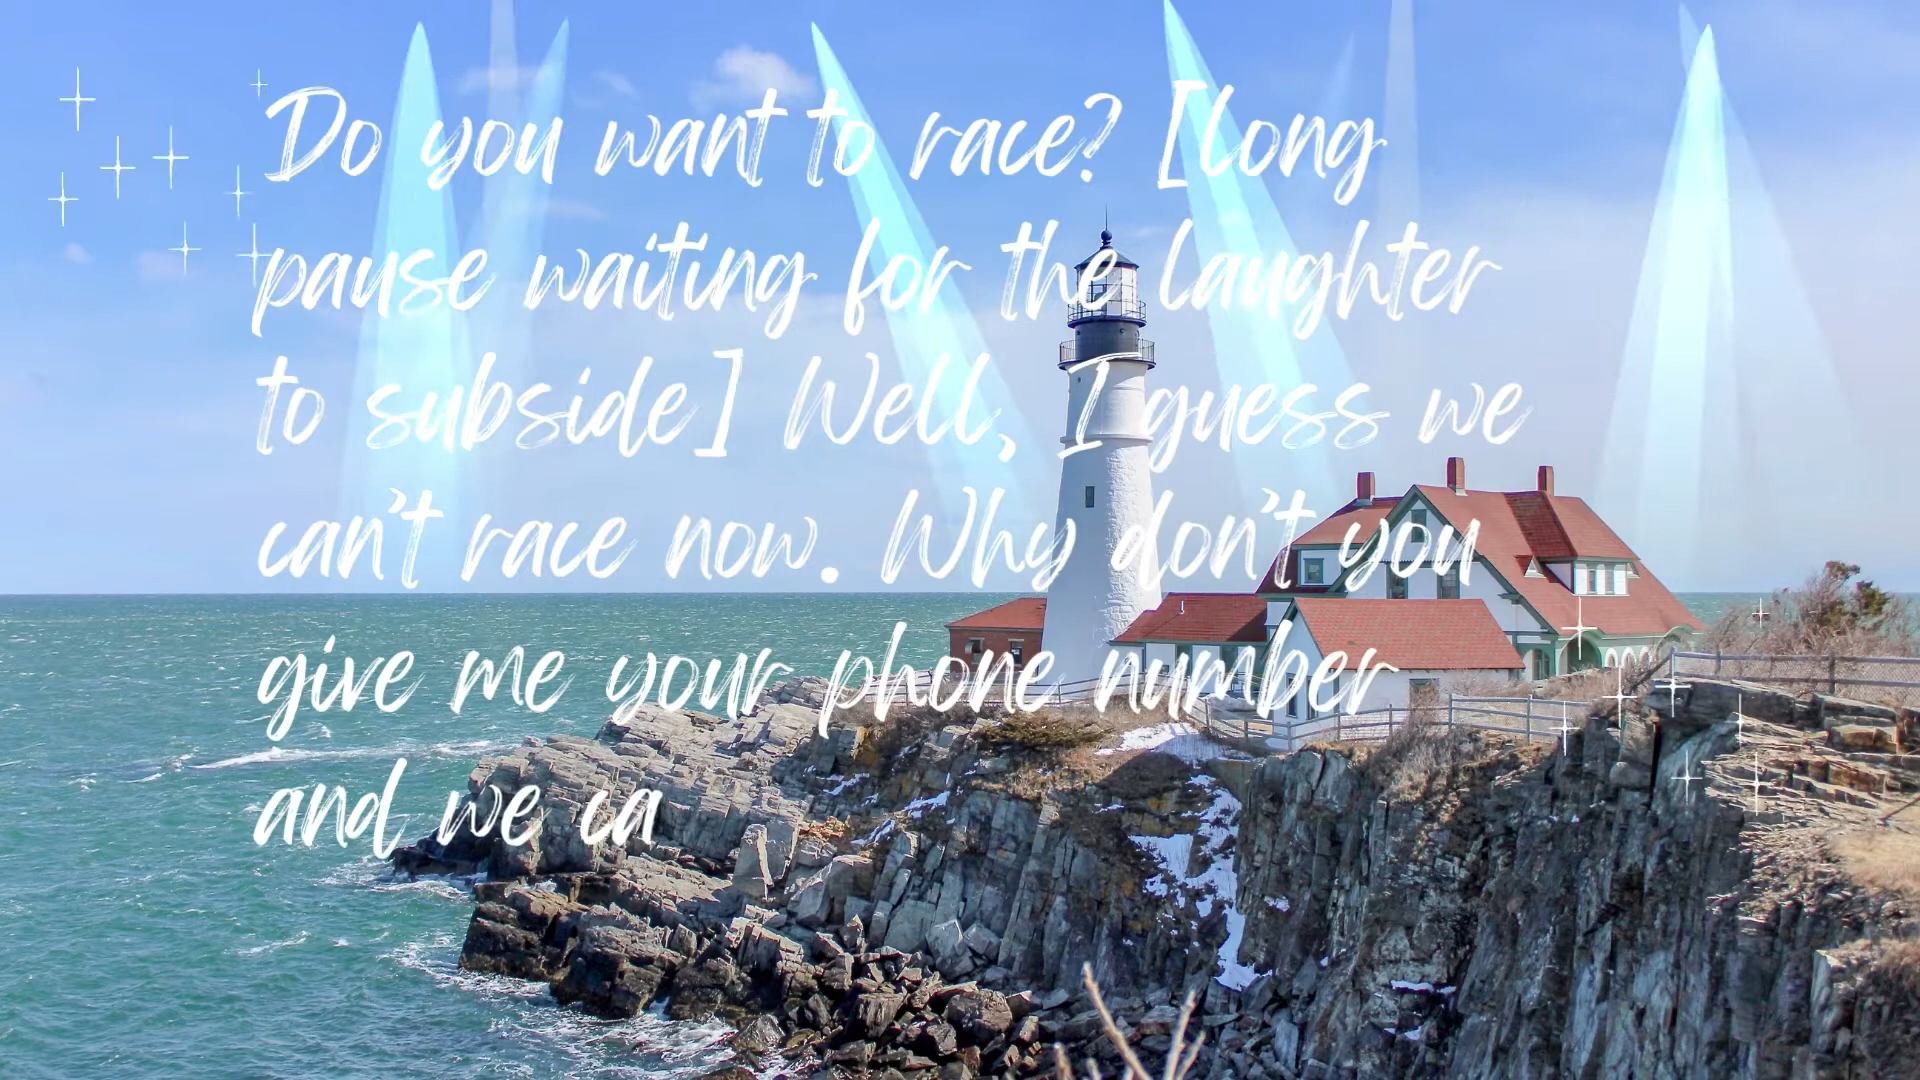 Do you want to race? [long
pause waiting for the laughter
to subside] Well, I guess we
can't race now. Why don't you
give me your phone number
and we ca